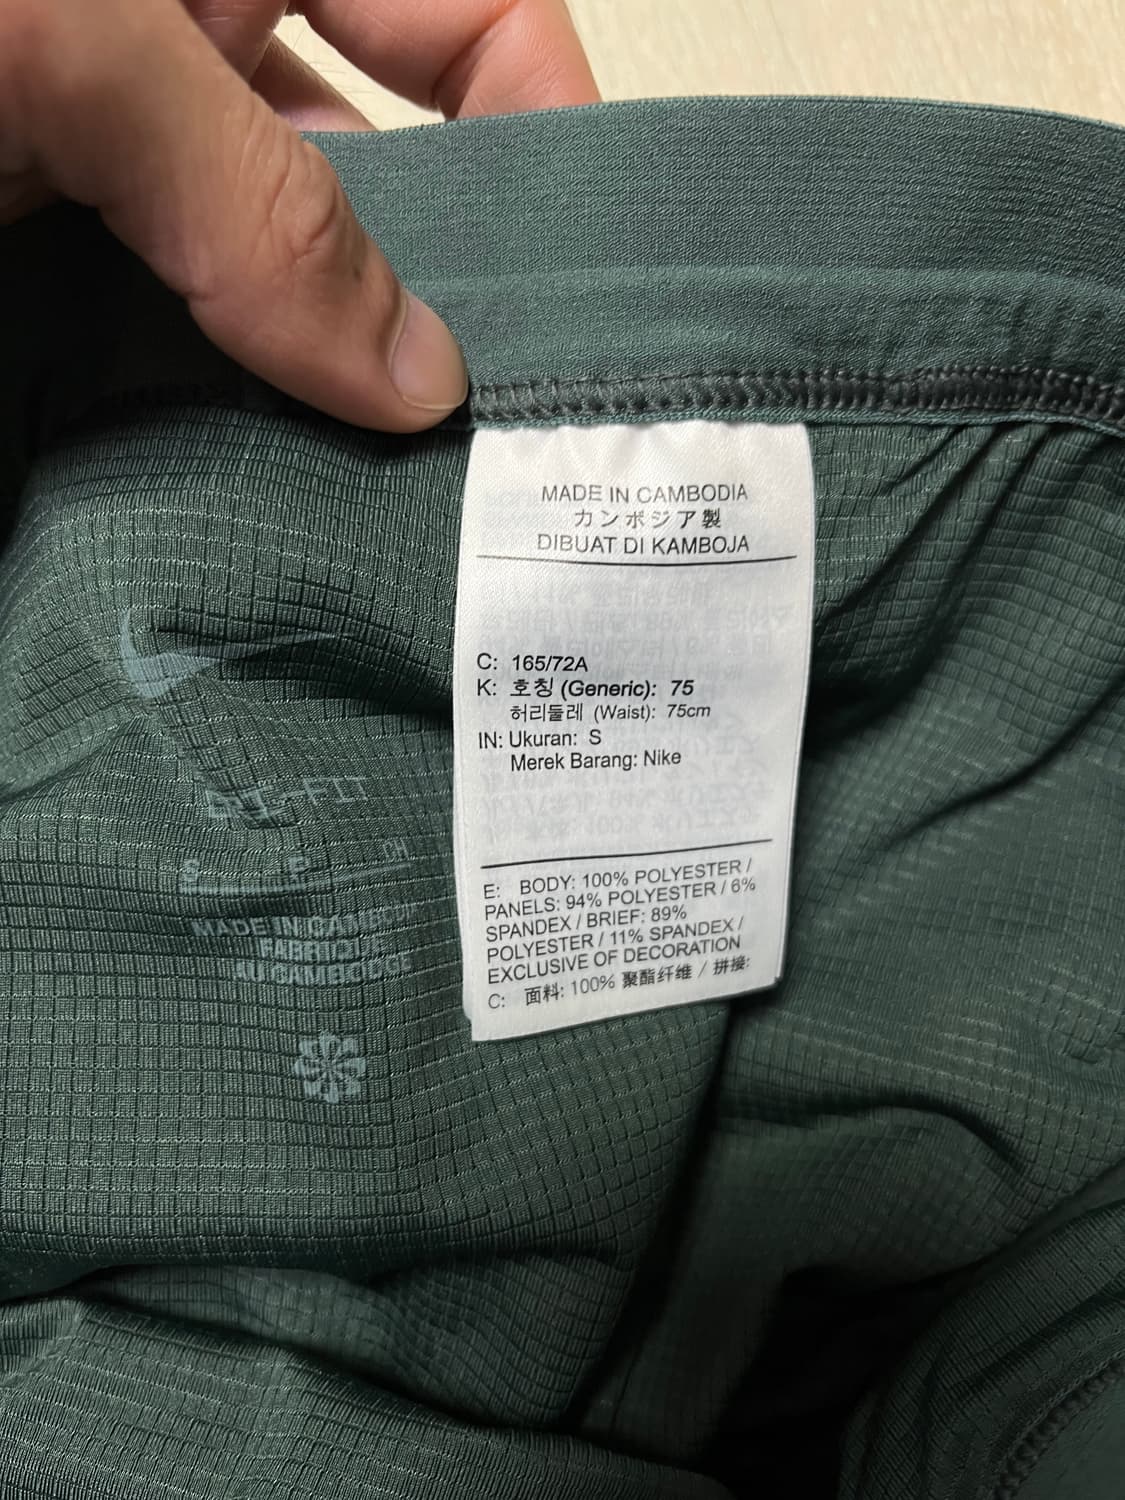 MADE IN CAMBODIA
カンボジア製
DIBUAT DI KAMBOJA
C: 165/72A
K: 호칭 (Generic): 75
허리둘레 (Waist): 75cm
IN: Ukuran: S
Merek Barang: Nike
E: BODY: 100% POLYESTER /
PANELS: 94% POLYESTER / 6%
SPANDEX / BRIEF: 89%
POLYESTER / 11% SPANDEX /
EXCLUSIVE OF DECORATION
C: 面料: 100% 聚酯纤维 / 拼接:
FIT
S P CH
MADE IN
FABRIQUÉ
AU CAMBODGE